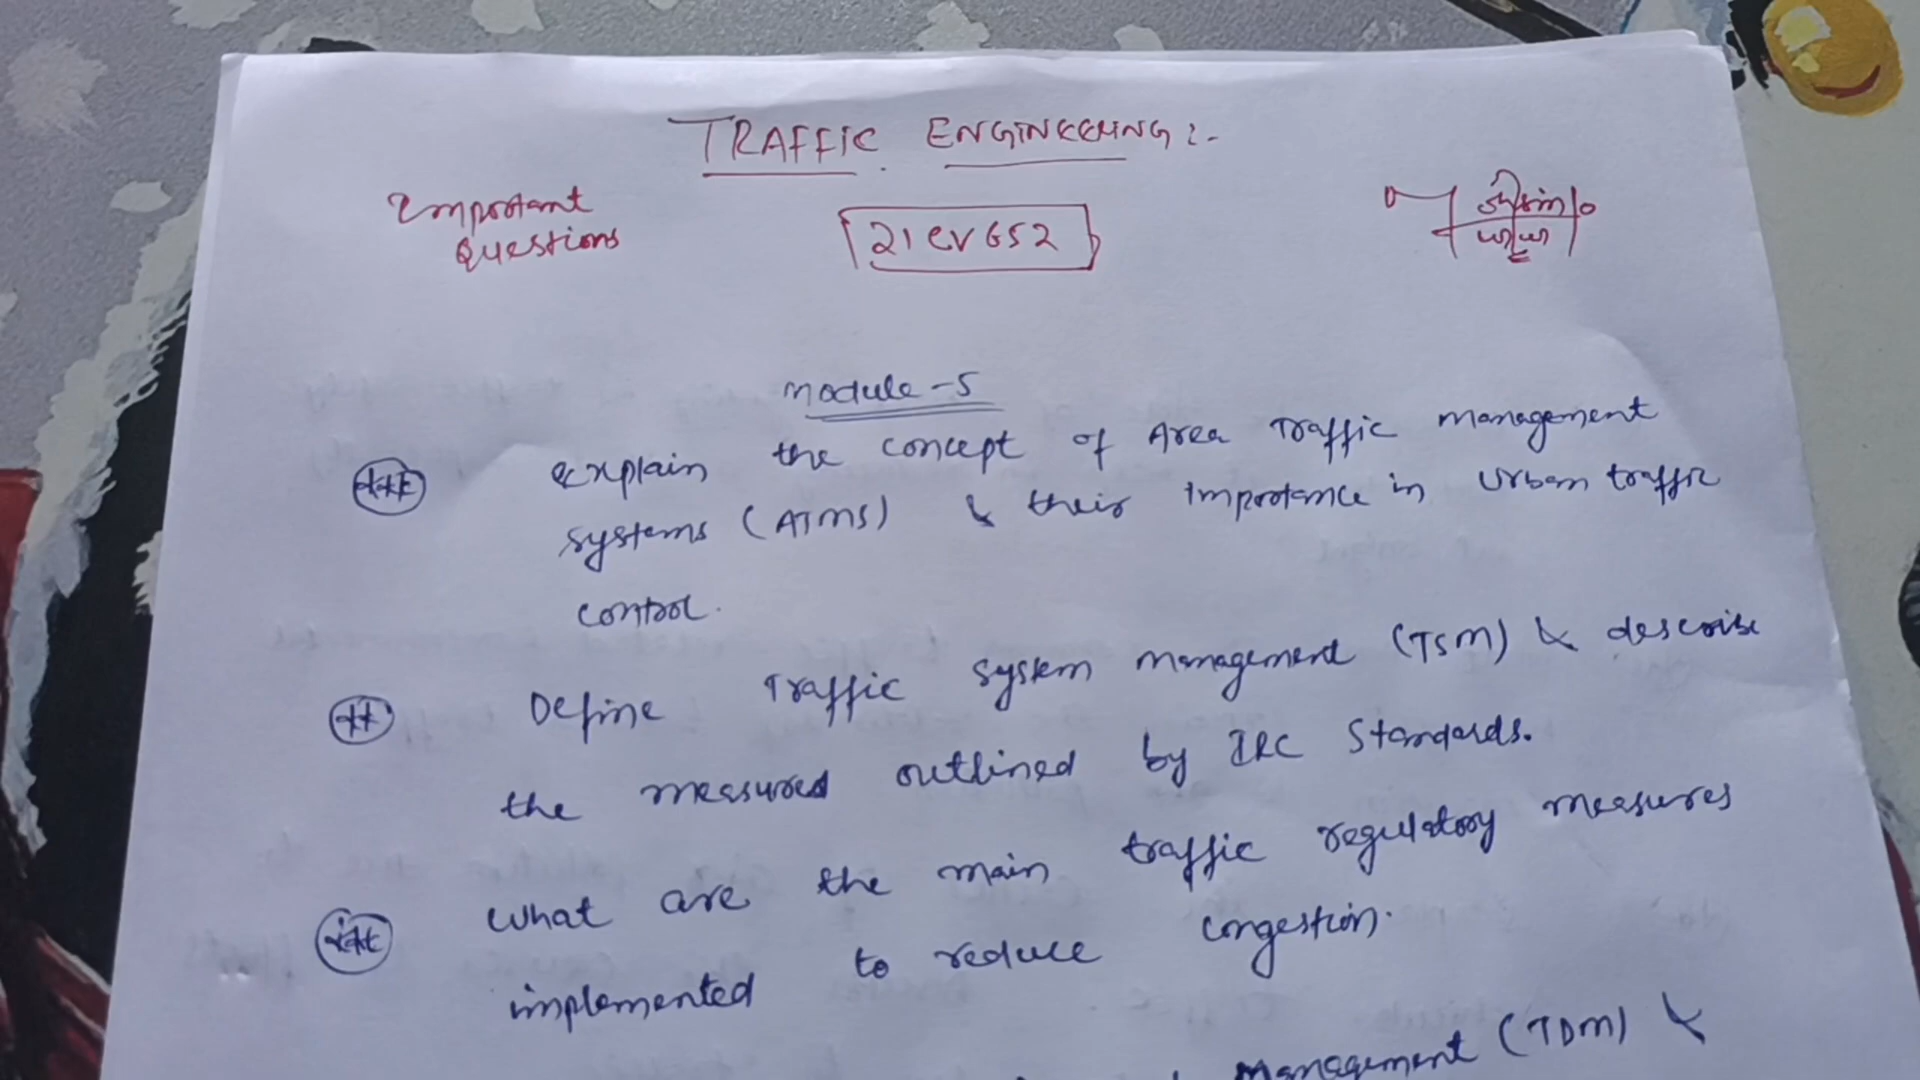 TRAFFIC ENGINEERING :-
Important
Questions
21CV652
Module-5
Explain the concept of Area Traffic Management
systems (ATMS) & their importance in urban traffic
control.
Define Traffic System Management (TSM) & describe
the measures outlined by IRC Standards.
What are the main traffic regulatory measures
implemented to reduce congestion.
Management (TDM) &